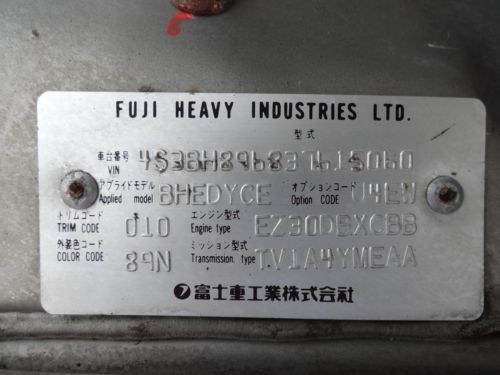 FUJI HEAVY INDUSTRIES LTD.
型式
車台番号 VIN 4S3BH896837615060
アプライドモデル Applied model BHEDYCE オプションコード Option code U4EW
トリムコード TRIM CODE 010 エンジン型式 Engine type EZ30DBXCBB
外装色コード COLOR CODE 89N ミッション型式 Transmission. type TV1A4YMEAA
富士重工業株式会社